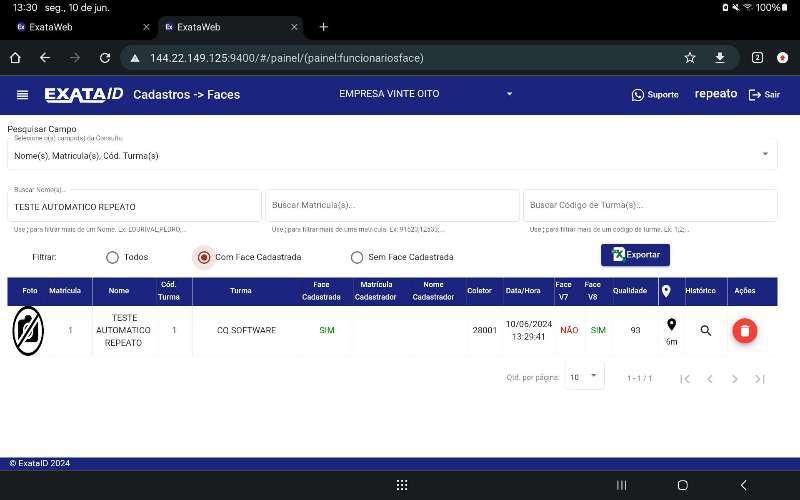 13:30 seg., 10 de jun. 100%
ExataWeb ExataWeb
144.22.149.125:9400/#/painel/(painel:funcionariosface) 2
EXATAID Cadastros -> Faces EMPRESA VINTE OITO Suporte repeato Sair
Pesquisar Campo
Selecione o(s) campo(s) da Consulta
Nome(s), Matricula(s), Cód. Turma(s)
Buscar Nome(s)...
TESTE AUTOMATICO REPEATO Buscar Matricula(s)... Buscar Código de Turma(s)...
Use ; para filtrar mais de um Nome. Ex: LOURIVAL;PEDRO;... Use ; para filtrar mais de uma matrícula. Ex: 91523;12533;... Use ; para filtrar mais de um código de turma. Ex: 1;2;...
Filtrar: Todos Com Face Cadastrada Sem Face Cadastrada Exportar
Foto Matrícula Nome Cód. Turma Turma Face Cadastrada Matrícula Cadastrador Nome Cadastrador Coletor Data/Hora Face V7 Face V8 Qualidade Histórico Ações
1 TESTE AUTOMATICO REPEATO 1 CQ.SOFTWARE SIM 28001 10/06/2024 13:29:41 NÃO SIM 93 6m
Qtd. por página: 10 1 - 1 / 1
© ExataID 2024